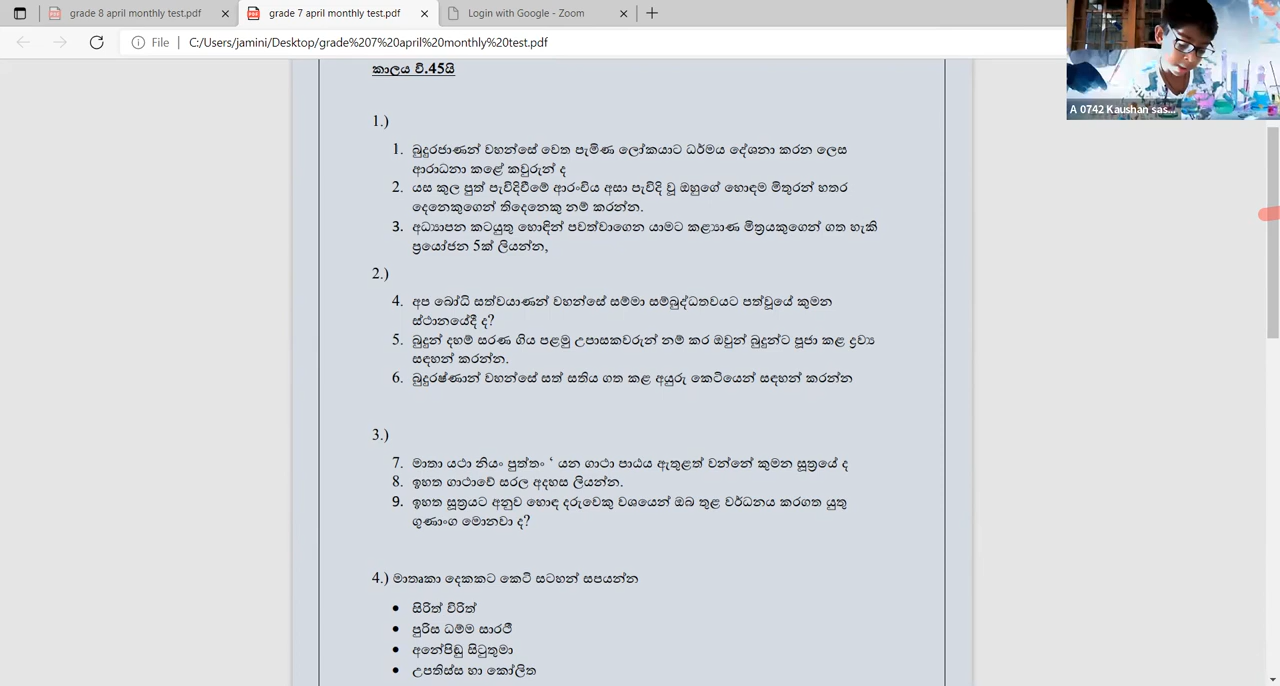 grade 8 april monthly test.pdf
grade 7 april monthly test.pdf
Login with Google - Zoom
File C:/Users/jamini/Desktop/grade%207%20april%20monthly%20test.pdf
A 0742 Kaushan sas...
කාලය වි.45යි
1.)
1. බුදුරජාණන් වහන්සේ වෙත පැමිණ ලෝකයාට ධර්මය දේශනා කරන ලෙස
ආරාධනා කළේ කවුරුන් ද
2. යස කුල පුත් පැවිදිවීමේ ආරංචිය අසා පැවිදි වූ ඔහුගේ හොඳම මිතුරන් හතර
දෙනෙකුගෙන් තිදෙනෙකු නම් කරන්න.
3. අධ්‍යාපන කටයුතු හොඳින් පවත්වාගෙන යාමට කළ්‍යාණ මිත්‍රයකුගෙන් ගත හැකි
ප්‍රයෝජන 5ක් ලියන්න,
2.)
4. අප බෝධි සත්වයාණන් වහන්සේ සම්මා සම්බුද්ධතවයට පත්වූයේ කුමන
ස්ථානයේදී ද?
5. බුදුන් දහම් සරණ ගිය පළමු උපාසකවරුන් නම් කර ඔවුන් බුදුන්ට පූජා කළ ද්‍රව්‍ය
සඳහන් කරන්න.
6. බුදුරෂ්ණාන් වහන්සේ සත් සතිය ගත කළ අයුරු කෙටියෙන් සඳහන් කරන්න
3.)
7. මාතා යථා නියං පුත්තං ‘ යන ගාථා පාඨය ඇතුළත් වන්නේ කුමන සූත්‍රයේ ද
8. ඉහත ගාථාවේ සරල අදහස ලියන්න.
9. ඉහත සූත්‍රයට අනුව හොඳ දරුවෙකු වශයෙන් ඔබ තුළ වර්ධනය කරගත යුතු
ගුණාංග මොනවා ද?
4.) මාතෘකා දෙකකට කෙටි සටහන් සපයන්න
• සිරිත් විරිත්
• පුරිස ධම්ම සාරථී
• අනේපිඬු සිටුතුමා
• උපතිස්ස හා කෝලිත